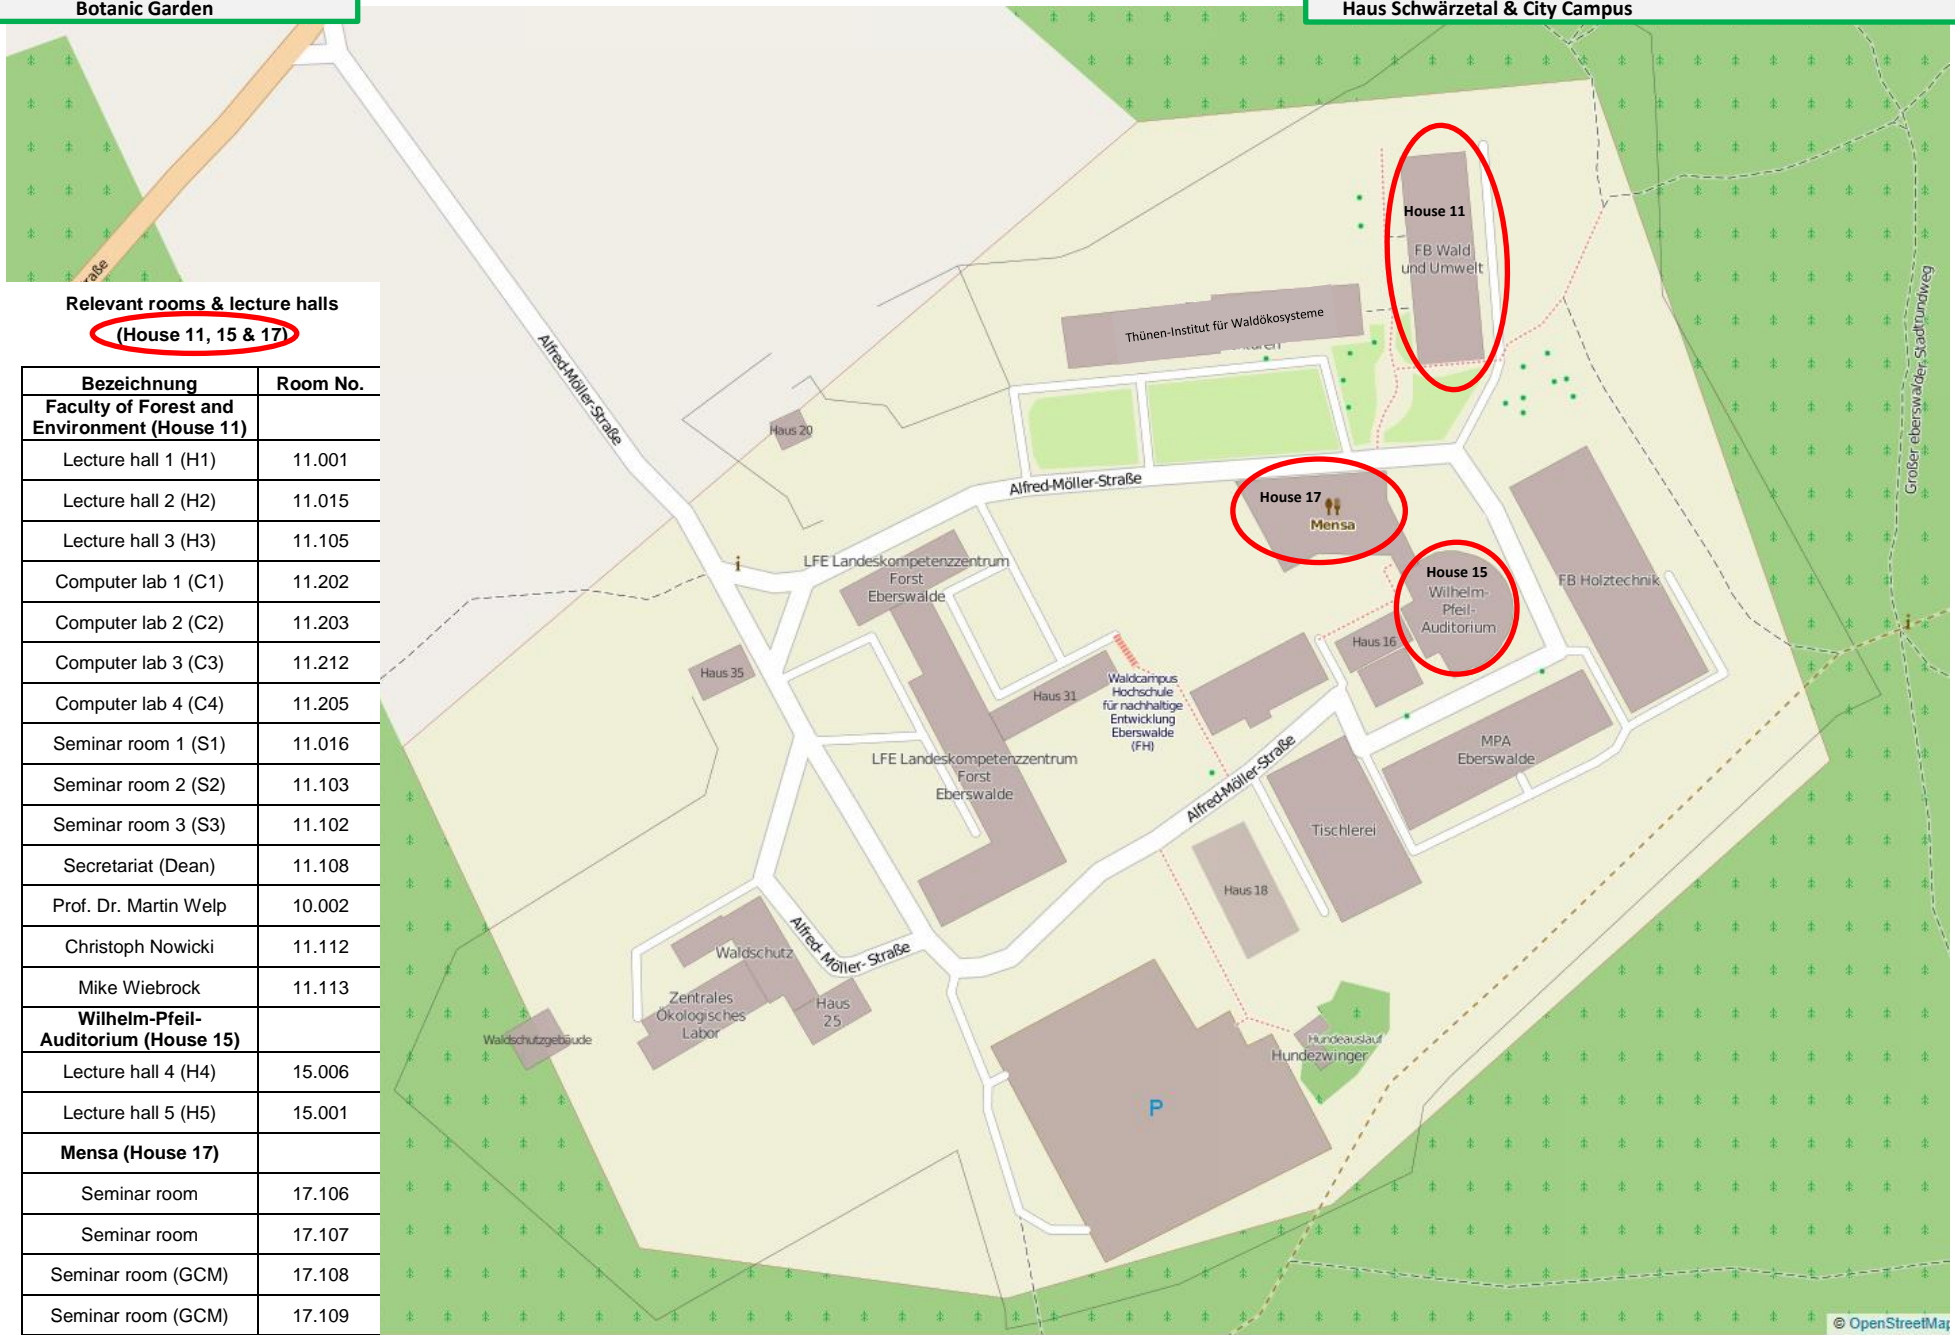 Botanic Garden
Haus Schwärzetal & City Campus
aße
Relevant rooms & lecture halls
(House 11, 15 & 17)
Bezeichnung Room No.
Faculty of Forest and
Environment (House 11)
Lecture hall 1 (H1) 11.001
Lecture hall 2 (H2) 11.015
Lecture hall 3 (H3) 11.105
Computer lab 1 (C1) 11.202
Computer lab 2 (C2) 11.203
Computer lab 3 (C3) 11.212
Computer lab 4 (C4) 11.205
Seminar room 1 (S1) 11.016
Seminar room 2 (S2) 11.103
Seminar room 3 (S3) 11.102
Secretariat (Dean) 11.108
Prof. Dr. Martin Welp 10.002
Christoph Nowicki 11.112
Mike Wiebrock 11.113
Wilhelm-Pfeil-
Auditorium (House 15)
Lecture hall 4 (H4) 15.006
Lecture hall 5 (H5) 15.001
Mensa (House 17)
Seminar room 17.106
Seminar room 17.107
Seminar room (GCM) 17.108
Seminar room (GCM) 17.109
House 11
FB Wald
und Umwelt
Thünen-Institut für Waldökosysteme
Alfred-Möller-Straße
Großer eberswalder Stadtrundweg
Haus 20
Alfred-Möller-Straße
House 17
Mensa
i
LFE Landeskompetenzzentrum
Forst
Eberswalde
House 15
Wilhelm-
Pfeil-
Auditorium
FB Holztechnik
i
Haus 16
Haus 35
Haus 31
Waldcampus
Hochschule
für nachhaltige
Entwicklung
Eberswalde
(FH)
MPA
Eberswalde
LFE Landeskompetenzzentrum
Forst
Eberswalde
Alfred-Möller-Straße
Tischlerei
Haus 18
Alfred- Möller- Straße
Waldschutz
Zentrales
Ökologisches
Labor
Haus
25
Waldschutzgebäude
Hundeauslauf
Hundezwinger
P
© OpenStreetMap